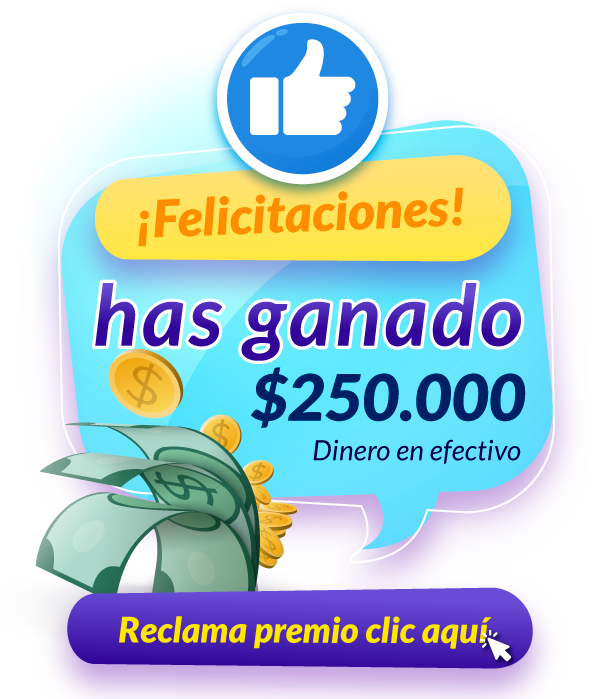 ¡Felicitaciones!
has ganado
$250.000
Dinero en efectivo
Reclama premio clic aquí